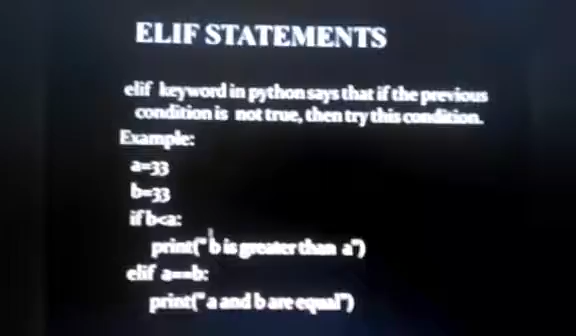 ELIF STATEMENTS
elif keyword in python says that if the previous
condition is not true, then try this condition.
Example:
a=33
b=33
if b<a:
print(" b is greater than a")
elif a==b:
print(" a and b are equal")